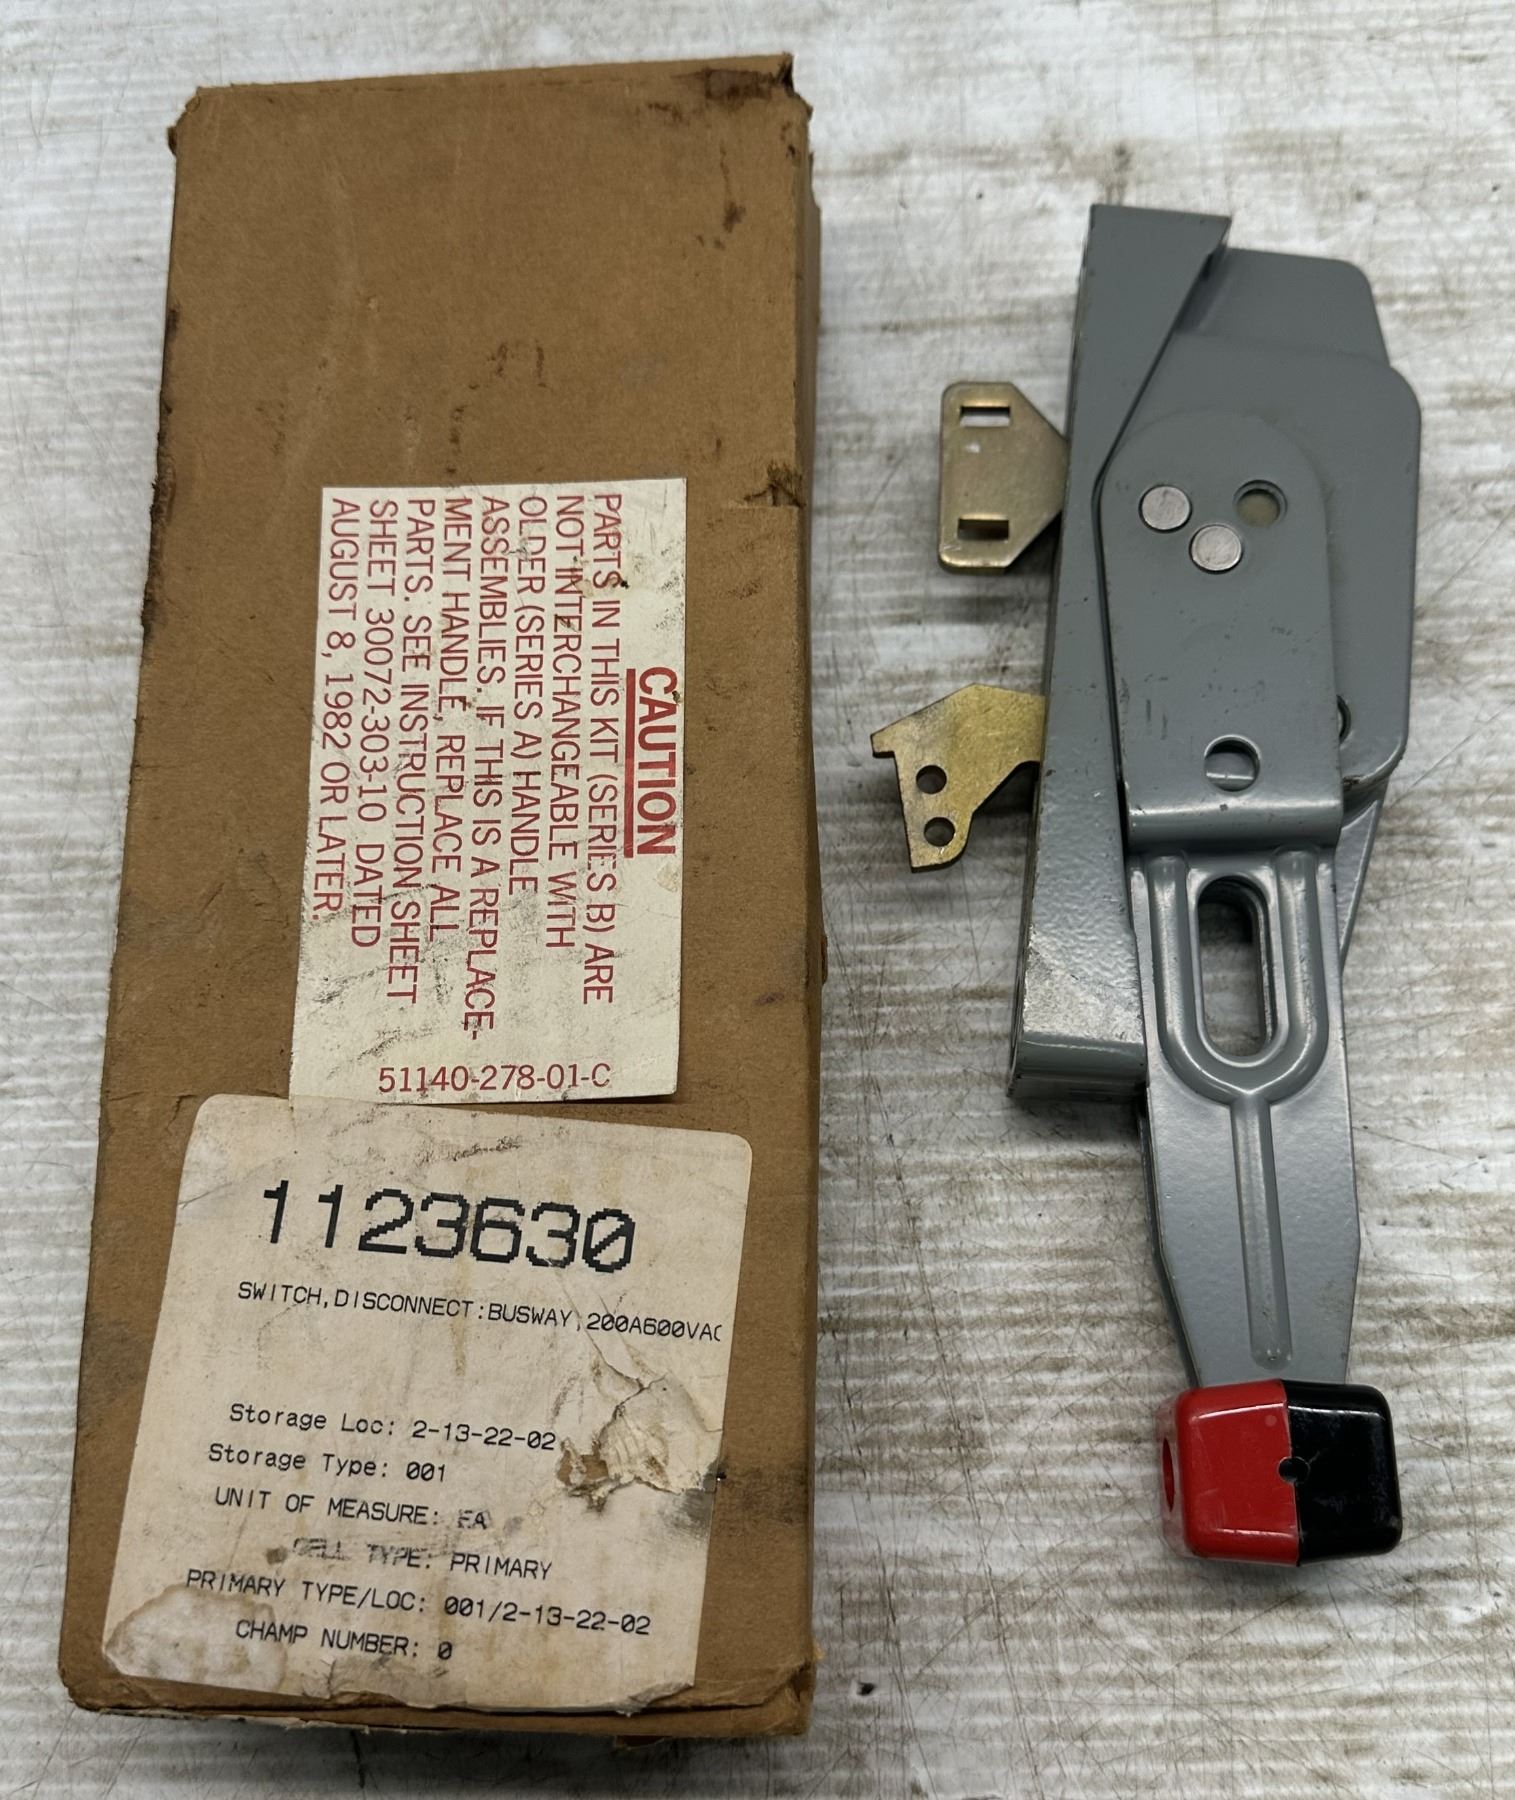 CAUTION
PARTS IN THIS KIT (SERIES B) ARE
NOT INTERCHANGEABLE WITH
OLDER (SERIES A) HANDLE
ASSEMBLIES. IF THIS IS A REPLACE-
MENT HANDLE, REPLACE ALL
PARTS. SEE INSTRUCTION SHEET
SHEET 30072-303-10 DATED
AUGUST 8, 1982 OR LATER.
51140-278-01-C
1123630
SWITCH,DISCONNECT:BUSWAY,200A600VAC
Storage Loc: 2-13-22-02
Storage Type: 001
UNIT OF MEASURE: EA
CELL TYPE: PRIMARY
PRIMARY TYPE/LOC: 001/2-13-22-02
CHAMP NUMBER: 0